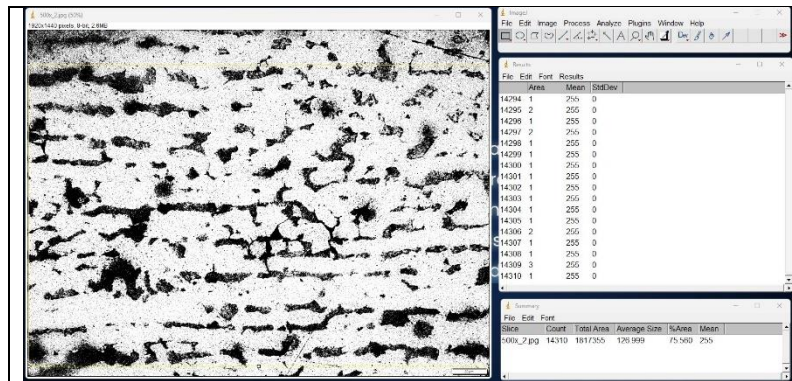 500x_2.jpg (50%)
1920x1440 pixels, 8-bit, 2.6MB
ImageJ
File Edit Image Process Analyze Plugins Window Help
Results
File Edit Font Results
Area Mean StdDev
14294 1 255 0
14295 2 255 0
14296 1 255 0
14297 2 255 0
14298 1 255 0
14299 1 255 0
14300 1 255 0
14301 1 255 0
14302 1 255 0
14303 1 255 0
14304 1 255 0
14305 1 255 0
14306 2 255 0
14307 1 255 0
14308 1 255 0
14309 3 255 0
14310 1 255 0
Summary
File Edit Font
Slice Count Total Area Average Size %Area Mean
500x_2.jpg 14310 1817355 126.999 75.560 255